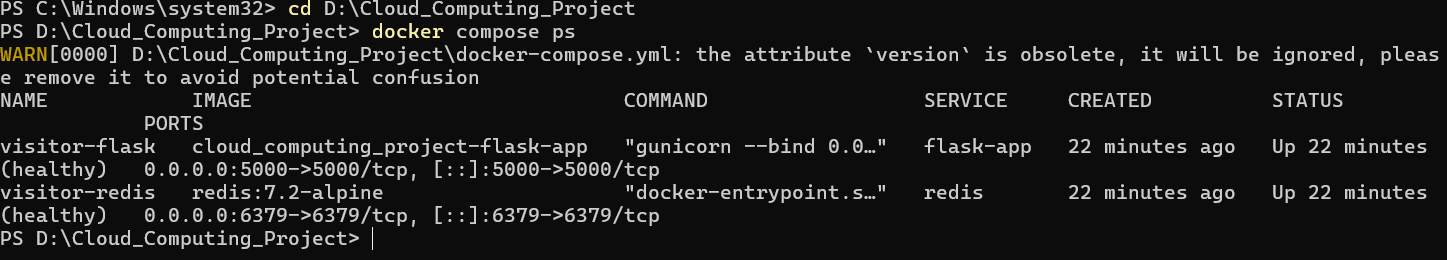 PS C:\Windows\system32> cd D:\Cloud_Computing_Project
PS D:\Cloud_Computing_Project> docker compose ps
WARN[0000] D:\Cloud_Computing_Project\docker-compose.yml: the attribute `version` is obsolete, it will be ignored, pleas
e remove it to avoid potential confusion
NAME            IMAGE                               COMMAND                  SERVICE     CREATED          STATUS
            PORTS
visitor-flask   cloud_computing_project-flask-app   "gunicorn --bind 0.0…"   flask-app   22 minutes ago   Up 22 minutes
(healthy)   0.0.0.0:5000->5000/tcp, [::]:5000->5000/tcp
visitor-redis   redis:7.2-alpine                    "docker-entrypoint.s…"   redis       22 minutes ago   Up 22 minutes
(healthy)   0.0.0.0:6379->6379/tcp, [::]:6379->6379/tcp
PS D:\Cloud_Computing_Project>